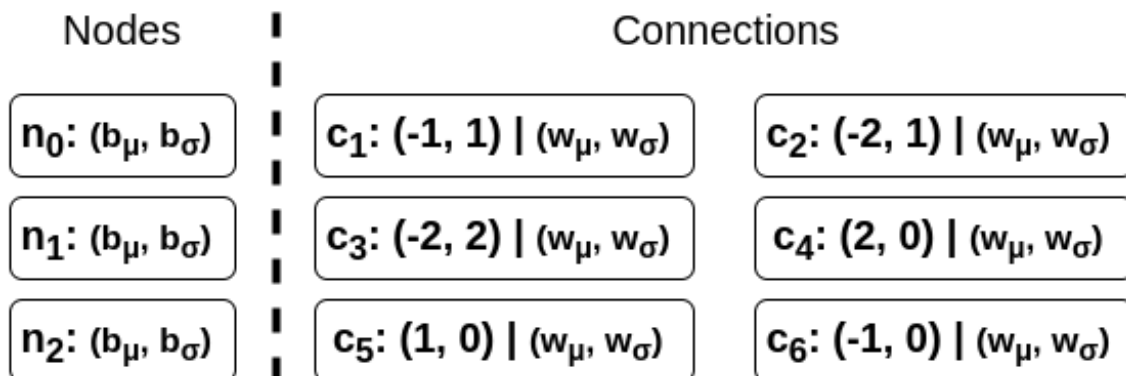 Nodes Connections
n₀: (bμ, bσ) c₁: (-1, 1) | (wμ, wσ) c₂: (-2, 1) | (wμ, wσ)
n₁: (bμ, bσ) c₃: (-2, 2) | (wμ, wσ) c₄: (2, 0) | (wμ, wσ)
n₂: (bμ, bσ) c₅: (1, 0) | (wμ, wσ) c₆: (-1, 0) | (wμ, wσ)